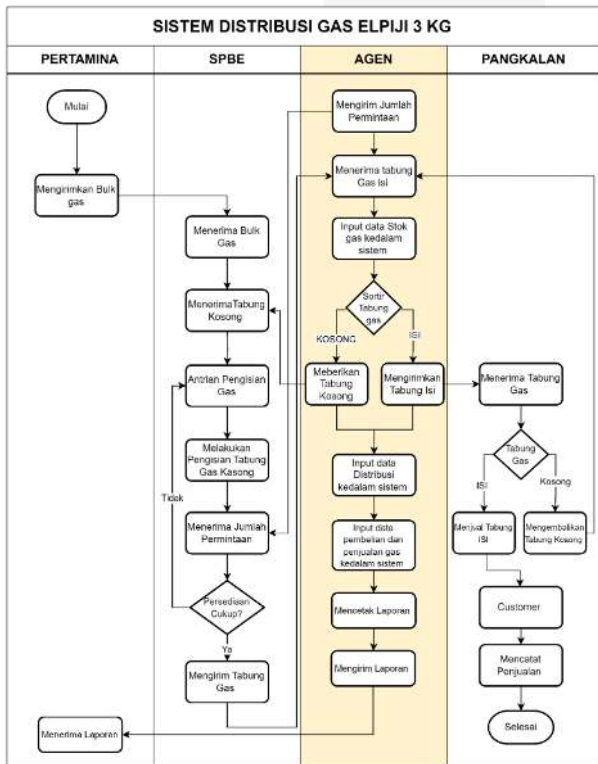 SISTEM DISTRIBUSI GAS ELPIJI 3 KG
PERTAMINA
SPBE
AGEN
PANGKALAN
Mulai
Mengirimkan Bulk
gas
Menerima Bulk
Gas
MenerimaTabung
Kosong
Antrian Pengisian
Gas
Melakukan
Pengisian Tabung
Gas Kasong
Tidak
Menerima Jumlah
Permintaan
Persediaan
Cukup?
Ya
Mengirim Tabung
Gas
Menerima Laporan
Mengirim Jumlah
Permintaan
Menerima tabung
Gas Isi
Input data Stok
gas kedalam
sistem
Sortir
Tabung
gas
KOSONG
ISI
Meberikan
Tabung
Kosong
Mengirimkan
Tabung Isi
Input data
Distribusi
kedalam sistem
Input data
pembelian dan
penjualan gas
kedalam sistem
Mencetak Laporan
Mengirim Laporan
Menerima Tabung
Gas
Tabung
Gas
ISI
Kosong
Menjual Tabung
ISI
Mengembalikan
Tabung Kosong
Customer
Mencatat
Penjualan
Selesai